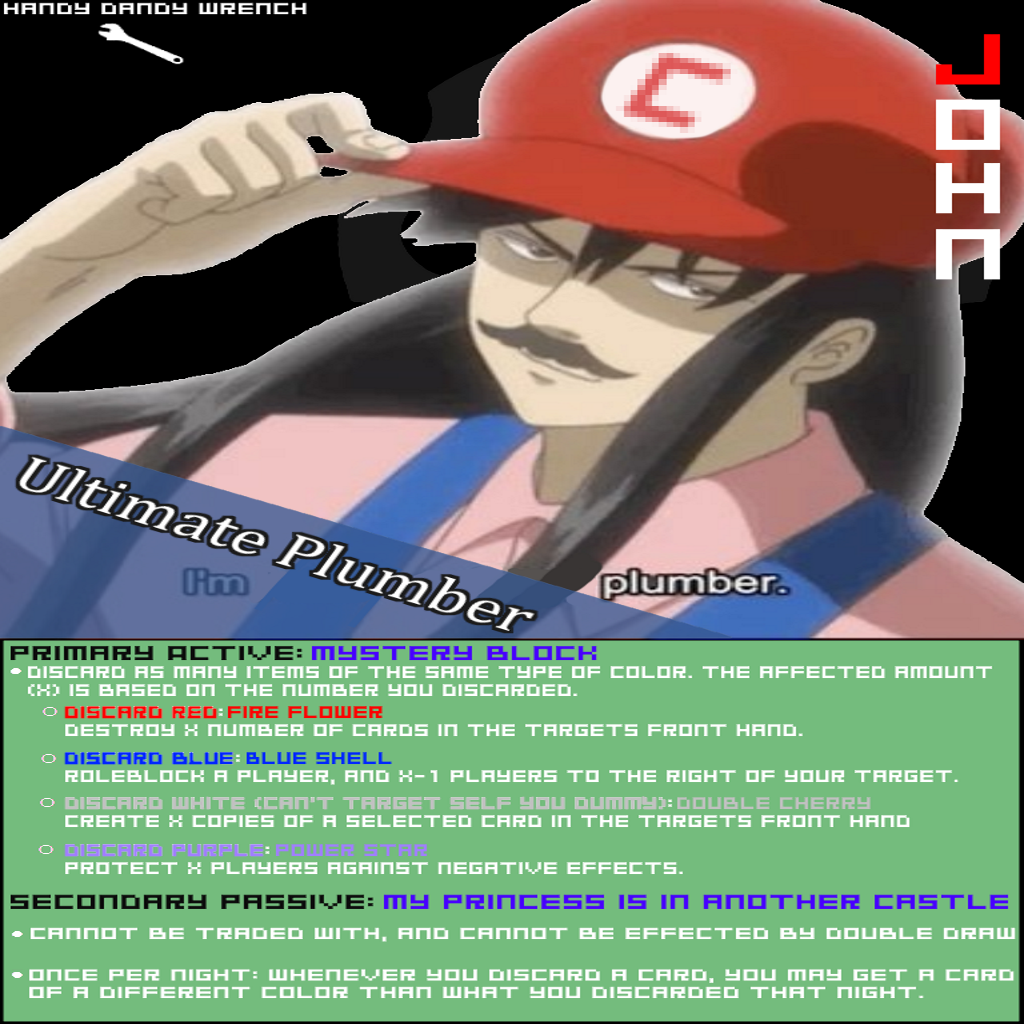 HANDY DANDY WRENCH
C
JOHN
Ultimate Plumber
I'm plumber.
PRIMARY ACTIVE: MYSTERY BLOCK
• DISCARD AS MANY ITEMS OF THE SAME TYPE OF COLOR. THE AFFECTED AMOUNT
(X) IS BASED ON THE NUMBER YOU DISCARDED.
○ DISCARD RED: FIRE FLOWER
DESTROY X NUMBER OF CARDS IN THE TARGETS FRONT HAND.
○ DISCARD BLUE: BLUE SHELL
ROLEBLOCK A PLAYER, AND X-1 PLAYERS TO THE RIGHT OF YOUR TARGET.
○ DISCARD WHITE (CAN'T TARGET SELF YOU DUMMY): DOUBLE CHERRY
CREATE X COPIES OF A SELECTED CARD IN THE TARGETS FRONT HAND
○ DISCARD PURPLE: POWER STAR
PROTECT X PLAYERS AGAINST NEGATIVE EFFECTS.
SECONDARY PASSIVE: MY PRINCESS IS IN ANOTHER CASTLE
• CANNOT BE TRADED WITH, AND CANNOT BE EFFECTED BY DOUBLE DRAW
• ONCE PER NIGHT: WHENEVER YOU DISCARD A CARD, YOU MAY GET A CARD
OF A DIFFERENT COLOR THAN WHAT YOU DISCARDED THAT NIGHT.